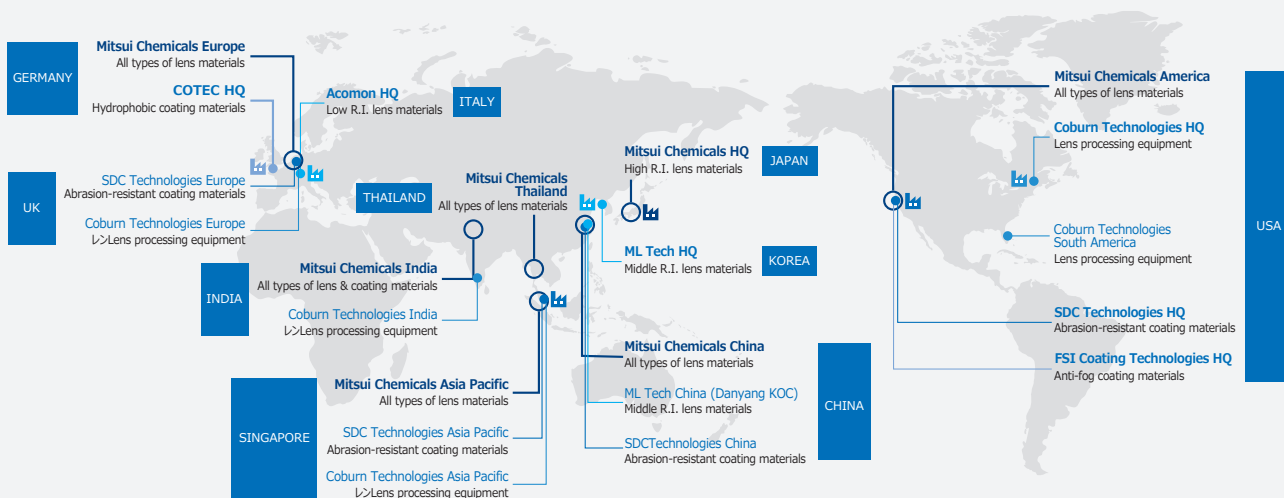 GERMANY
Mitsui Chemicals Europe
All types of lens materials
COTEC HQ
Hydrophobic coating materials
Acomon HQ
Low R.I. lens materials
ITALY
UK
SDC Technologies Europe
Abrasion-resistant coating materials
Coburn Technologies Europe
レンLens processing equipment
THAILAND
Mitsui Chemicals
Thailand
All types of lens materials
Mitsui Chemicals HQ
High R.I. lens materials
JAPAN
ML Tech HQ
Middle R.I. lens materials
KOREA
INDIA
Mitsui Chemicals India
All types of lens & coating materials
Coburn Technologies India
レンLens processing equipment
SINGAPORE
Mitsui Chemicals Asia Pacific
All types of lens materials
SDC Technologies Asia Pacific
Abrasion-resistant coating materials
Coburn Technologies Asia Pacific
レンLens processing equipment
Mitsui Chemicals China
All types of lens materials
ML Tech China (Danyang KOC)
Middle R.I. lens materials
SDCTechnologies China
Abrasion-resistant coating materials
CHINA
Mitsui Chemicals America
All types of lens materials
Coburn Technologies HQ
Lens processing equipment
Coburn Technologies
South America
Lens processing equipment
SDC Technologies HQ
Abrasion-resistant coating materials
FSI Coating Technologies HQ
Anti-fog coating materials
USA